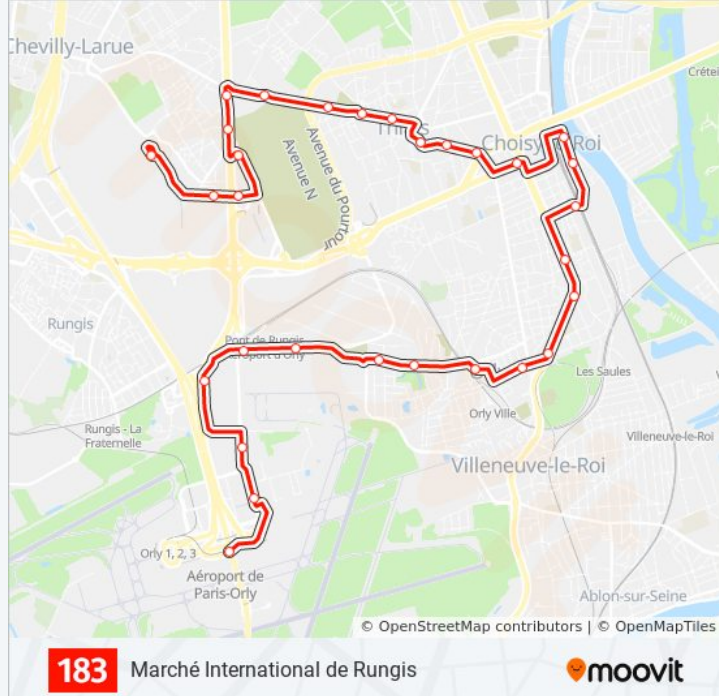 Chevilly-Larue
Créteil
Thiais
Choisy-le-Roi
Avenue du Pourtour
Avenue N
Rungis
Pont de Rungis
Aéroport d'Orly
Les Saules
Orly Ville
Rungis - La
Fraternelle
Villeneuve-le-Roi
Villeneuve-le-Roi
Orly 1, 2, 3
Aéroport de
Paris-Orly
Ablon-sur-Seine
© OpenStreetMap contributors | © OpenMapTiles
183
Marché International de Rungis
moovit